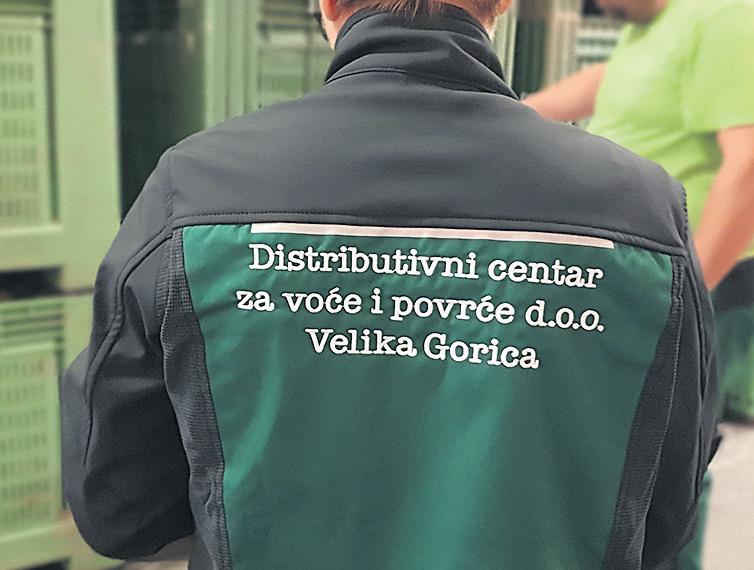 Distributivni centar
za voće i povrće d.o.o.
Velika Gorica